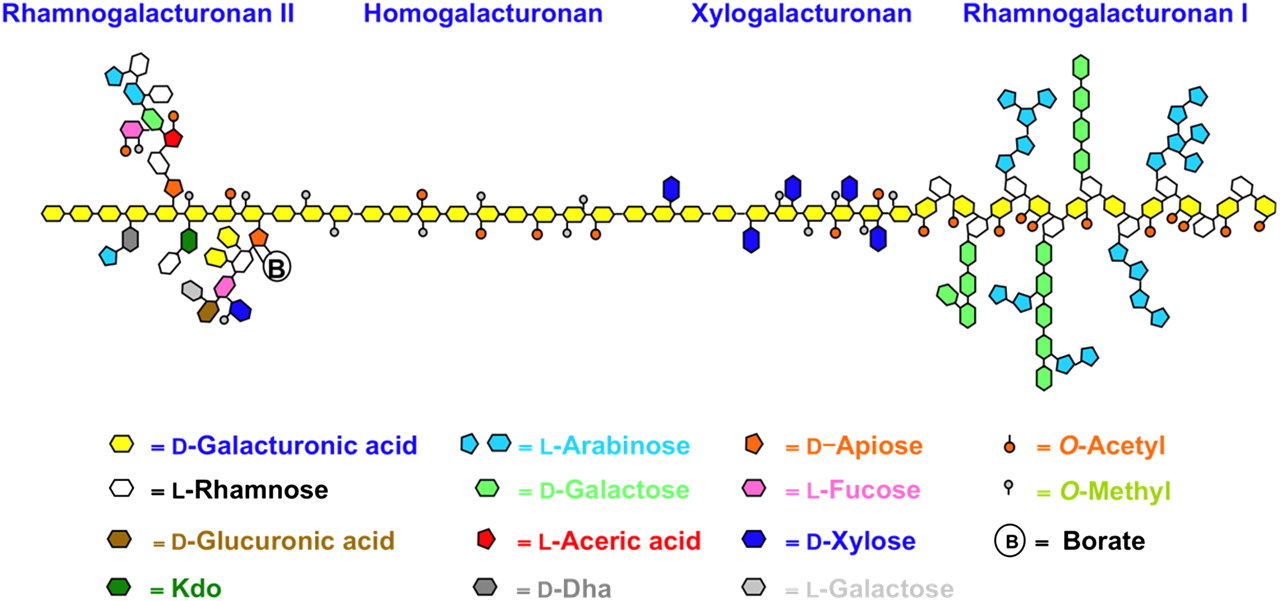 Rhamnogalacturonan II Homogalacturonan Xylogalacturonan Rhamnogalacturonan I
B
= D-Galacturonic acid = L-Arabinose = D–Apiose = O-Acetyl
= L-Rhamnose = D-Galactose = L-Fucose = O-Methyl
= D-Glucuronic acid = L-Aceric acid = D-Xylose B = Borate
= Kdo = D-Dha = L-Galactose